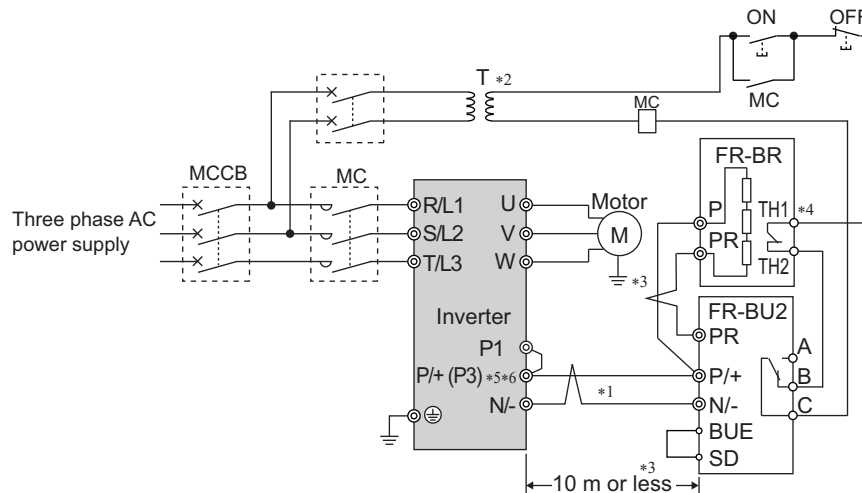 ON OFF
T *2
MC
MC
FR-BR
MCCB MC
R/L1 U Motor
P TH1 *4
Three phase AC
power supply
S/L2 V M
PR TH2
T/L3 W
*3
FR-BU2
Inverter
PR
P1
A
P/+ (P3) *5*6
P/+ B
*1
N/-
N/- C
BUE
SD
*3
10 m or less